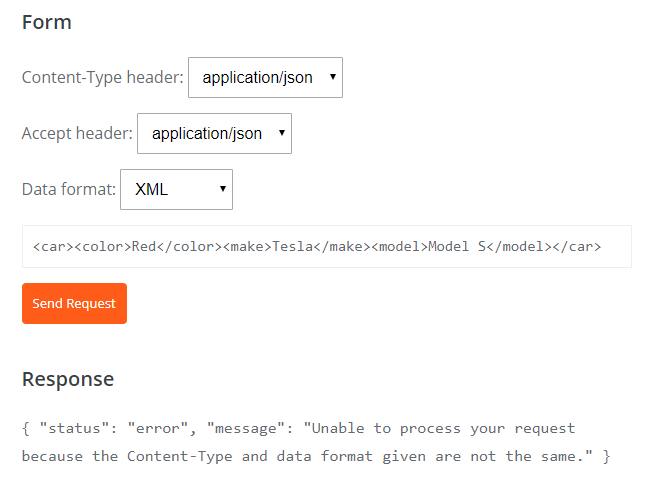 Form
Content-Type header: application/json
Accept header: application/json
Data format: XML
<car><color>Red</color><make>Tesla</make><model>Model S</model></car>
Send Request
Response
{ "status": "error", "message": "Unable to process your request
because the Content-Type and data format given are not the same." }